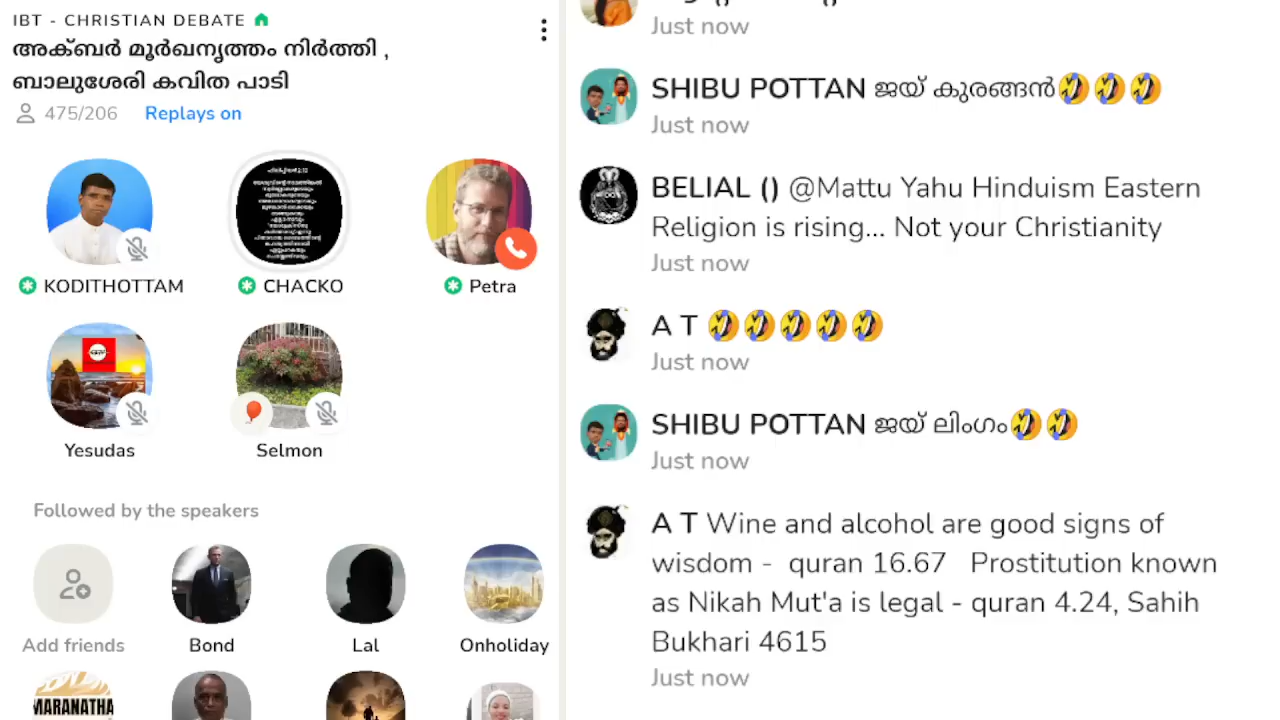 IBT - CHRISTIAN DEBATE
അക്ബർ മൂർഖനൃത്തം നിർത്തി ,
ബാലുശേരി കവിത പാടി
475/206 Replays on
KODITHOTTAM CHACKO Petra
Yesudas Selmon
Followed by the speakers
Add friends Bond Lal Onholiday
MARANATHA
Just now
SHIBU POTTAN ജയ് കുരങ്ങൻ🤣🤣🤣
Just now
BELIAL () @Mattu Yahu Hinduism Eastern
Religion is rising... Not your Christianity
Just now
A T 🤣🤣🤣🤣🤣
Just now
SHIBU POTTAN ജയ് ലിംഗം🤣🤣
Just now
A T Wine and alcohol are good signs of
wisdom - quran 16.67 Prostitution known
as Nikah Mut'a is legal - quran 4.24, Sahih
Bukhari 4615
Just now